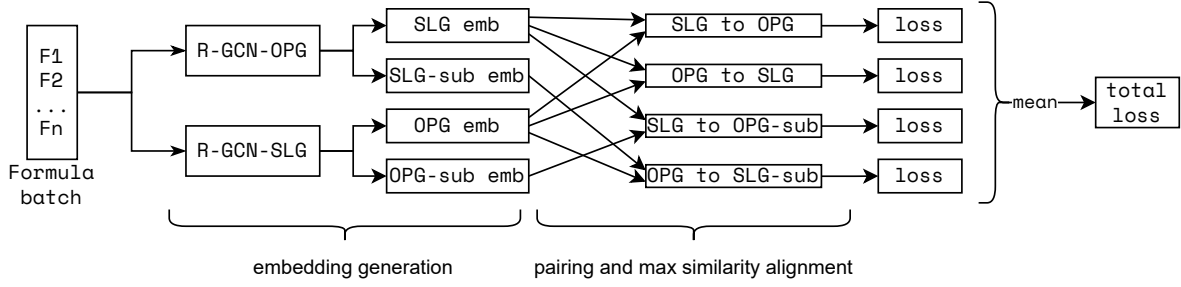 F1
F2
...
Fn
Formula
batch
R-GCN-OPG
R-GCN-SLG
SLG emb
SLG-sub emb
OPG emb
OPG-sub emb
SLG to OPG
OPG to SLG
SLG to OPG-sub
OPG to SLG-sub
loss
loss
loss
loss
mean
total
loss
embedding generation
pairing and max similarity alignment